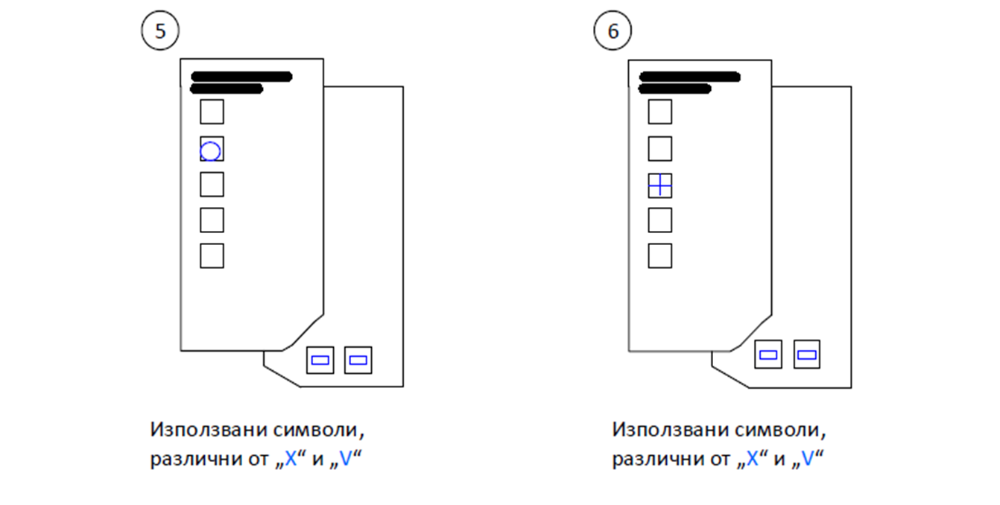 5
6
Използвани символи,
различни от „X“ и „V“
Използвани символи,
различни от „X“ и „V“